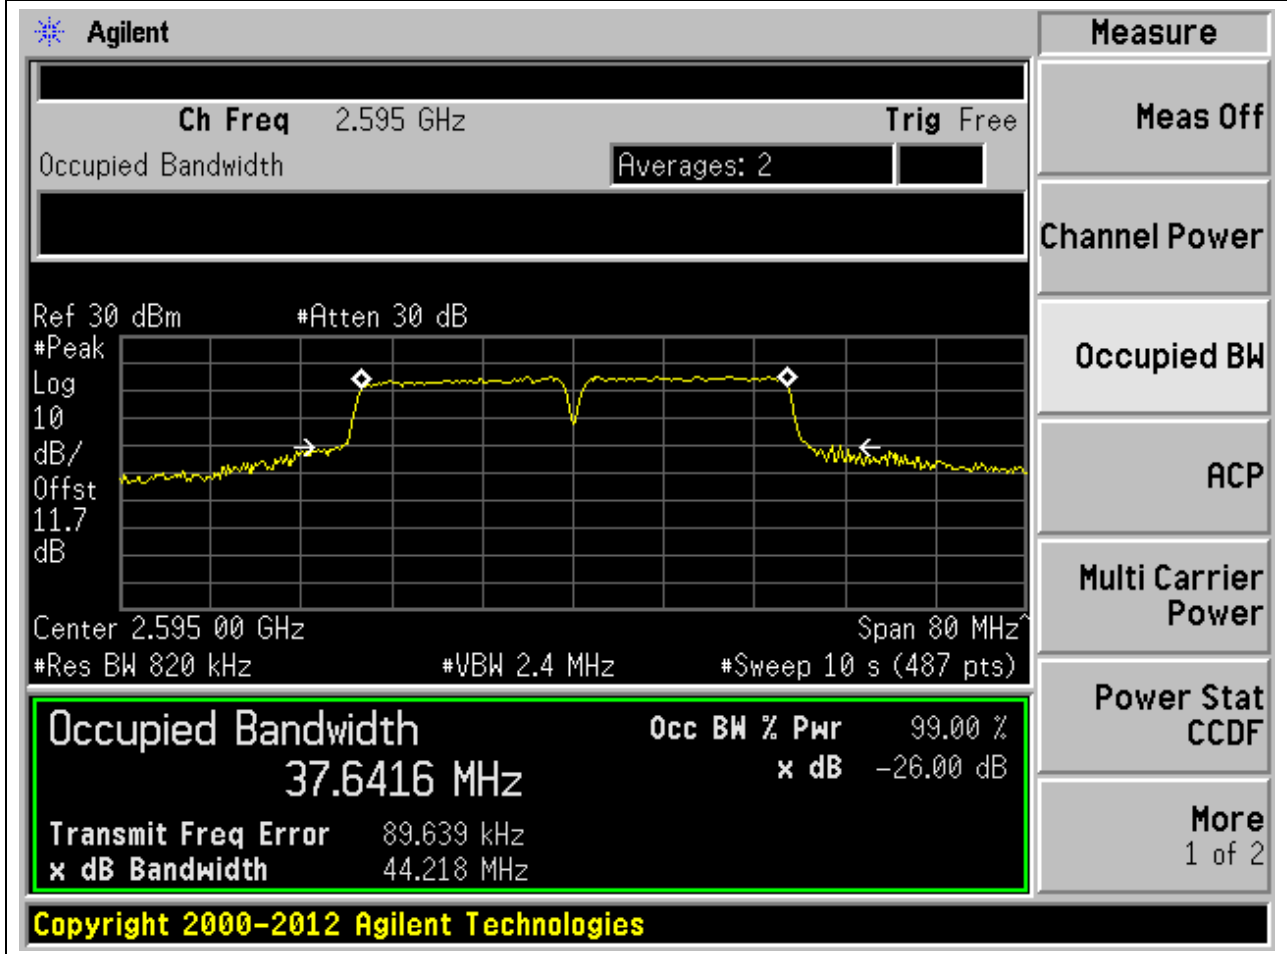 Agilent
Measure
Ch Freq 2.595 GHz Trig Free
Occupied Bandwidth Averages: 2
Meas Off
Channel Power
Occupied BW
ACP
Multi Carrier
Power
Power Stat
CCDF
More
1 of 2
Ref 30 dBm #Atten 30 dB
#Peak
Log
10
dB/
Offst
11.7
dB
Center 2.595 00 GHz Span 80 MHz^
#Res BW 820 kHz #VBW 2.4 MHz #Sweep 10 s (487 pts)
Occupied Bandwidth Occ BW % Pwr 99.00 %
37.6416 MHz x dB -26.00 dB
Transmit Freq Error 89.639 kHz
x dB Bandwidth 44.218 MHz
Copyright 2000-2012 Agilent Technologies